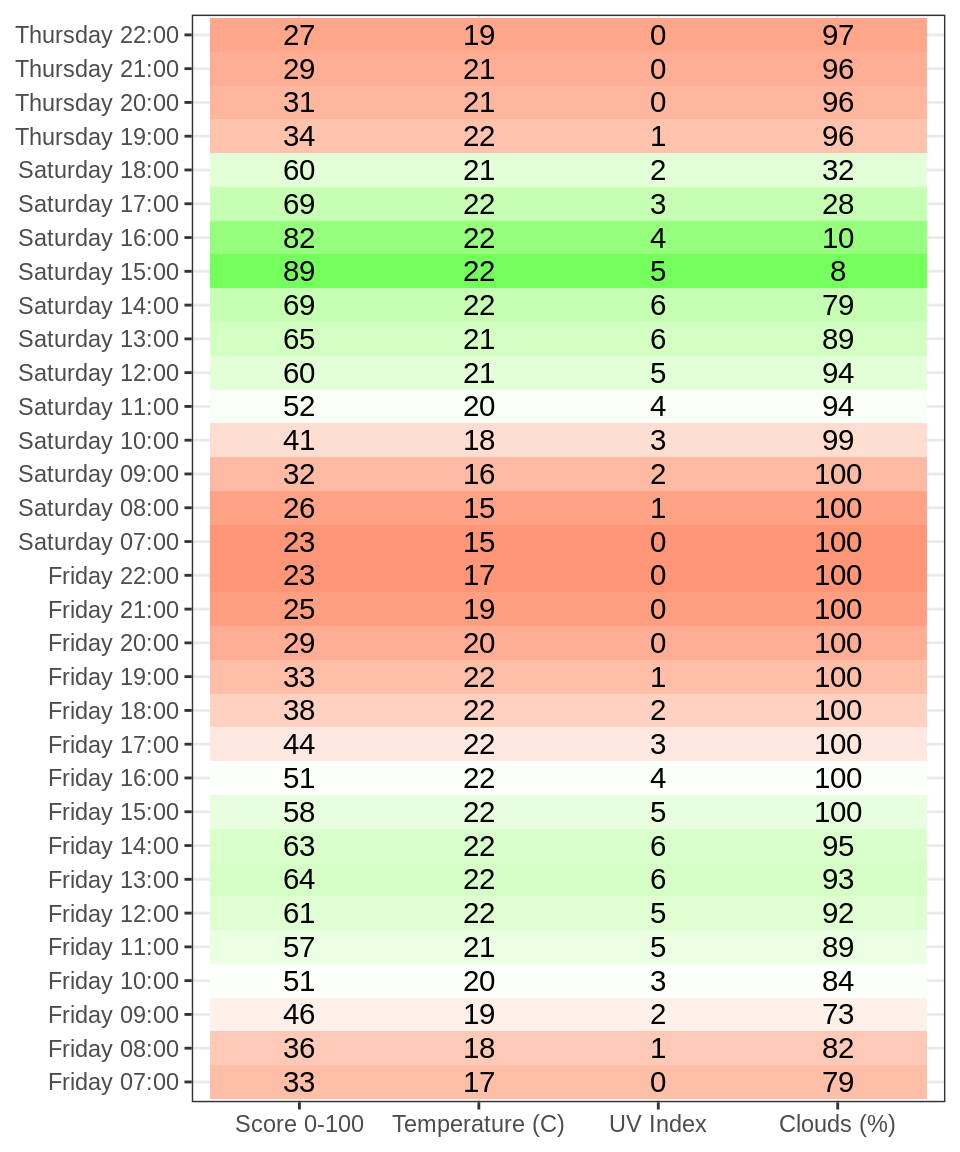 Thursday 22:00 27 19 0 97
Thursday 21:00 29 21 0 96
Thursday 20:00 31 21 0 96
Thursday 19:00 34 22 1 96
Saturday 18:00 60 21 2 32
Saturday 17:00 69 22 3 28
Saturday 16:00 82 22 4 10
Saturday 15:00 89 22 5 8
Saturday 14:00 69 22 6 79
Saturday 13:00 65 21 6 89
Saturday 12:00 60 21 5 94
Saturday 11:00 52 20 4 94
Saturday 10:00 41 18 3 99
Saturday 09:00 32 16 2 100
Saturday 08:00 26 15 1 100
Saturday 07:00 23 15 0 100
Friday 22:00 23 17 0 100
Friday 21:00 25 19 0 100
Friday 20:00 29 20 0 100
Friday 19:00 33 22 1 100
Friday 18:00 38 22 2 100
Friday 17:00 44 22 3 100
Friday 16:00 51 22 4 100
Friday 15:00 58 22 5 100
Friday 14:00 63 22 6 95
Friday 13:00 64 22 6 93
Friday 12:00 61 22 5 92
Friday 11:00 57 21 5 89
Friday 10:00 51 20 3 84
Friday 09:00 46 19 2 73
Friday 08:00 36 18 1 82
Friday 07:00 33 17 0 79
Score 0-100 Temperature (C) UV Index Clouds (%)